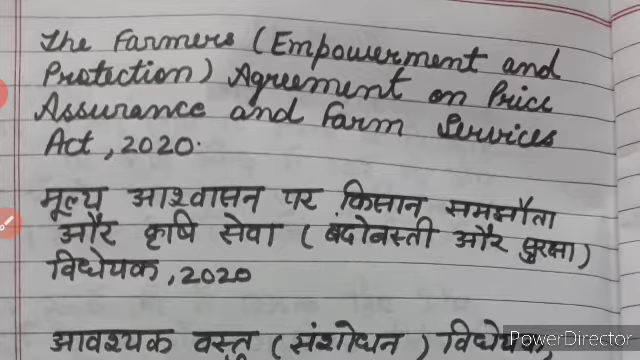 The Farmers (Empowerment and
Protection) Agreement on Price
Assurance and Farm Services
Act, 2020.
मूल्य आश्वासन पर किसान समझौता
और कृषि सेवा (बंदोबस्ती और सुरक्षा)
विधेयक, 2020
आवश्यक वस्तू (संशोधन) विधेयक
PowerDirector